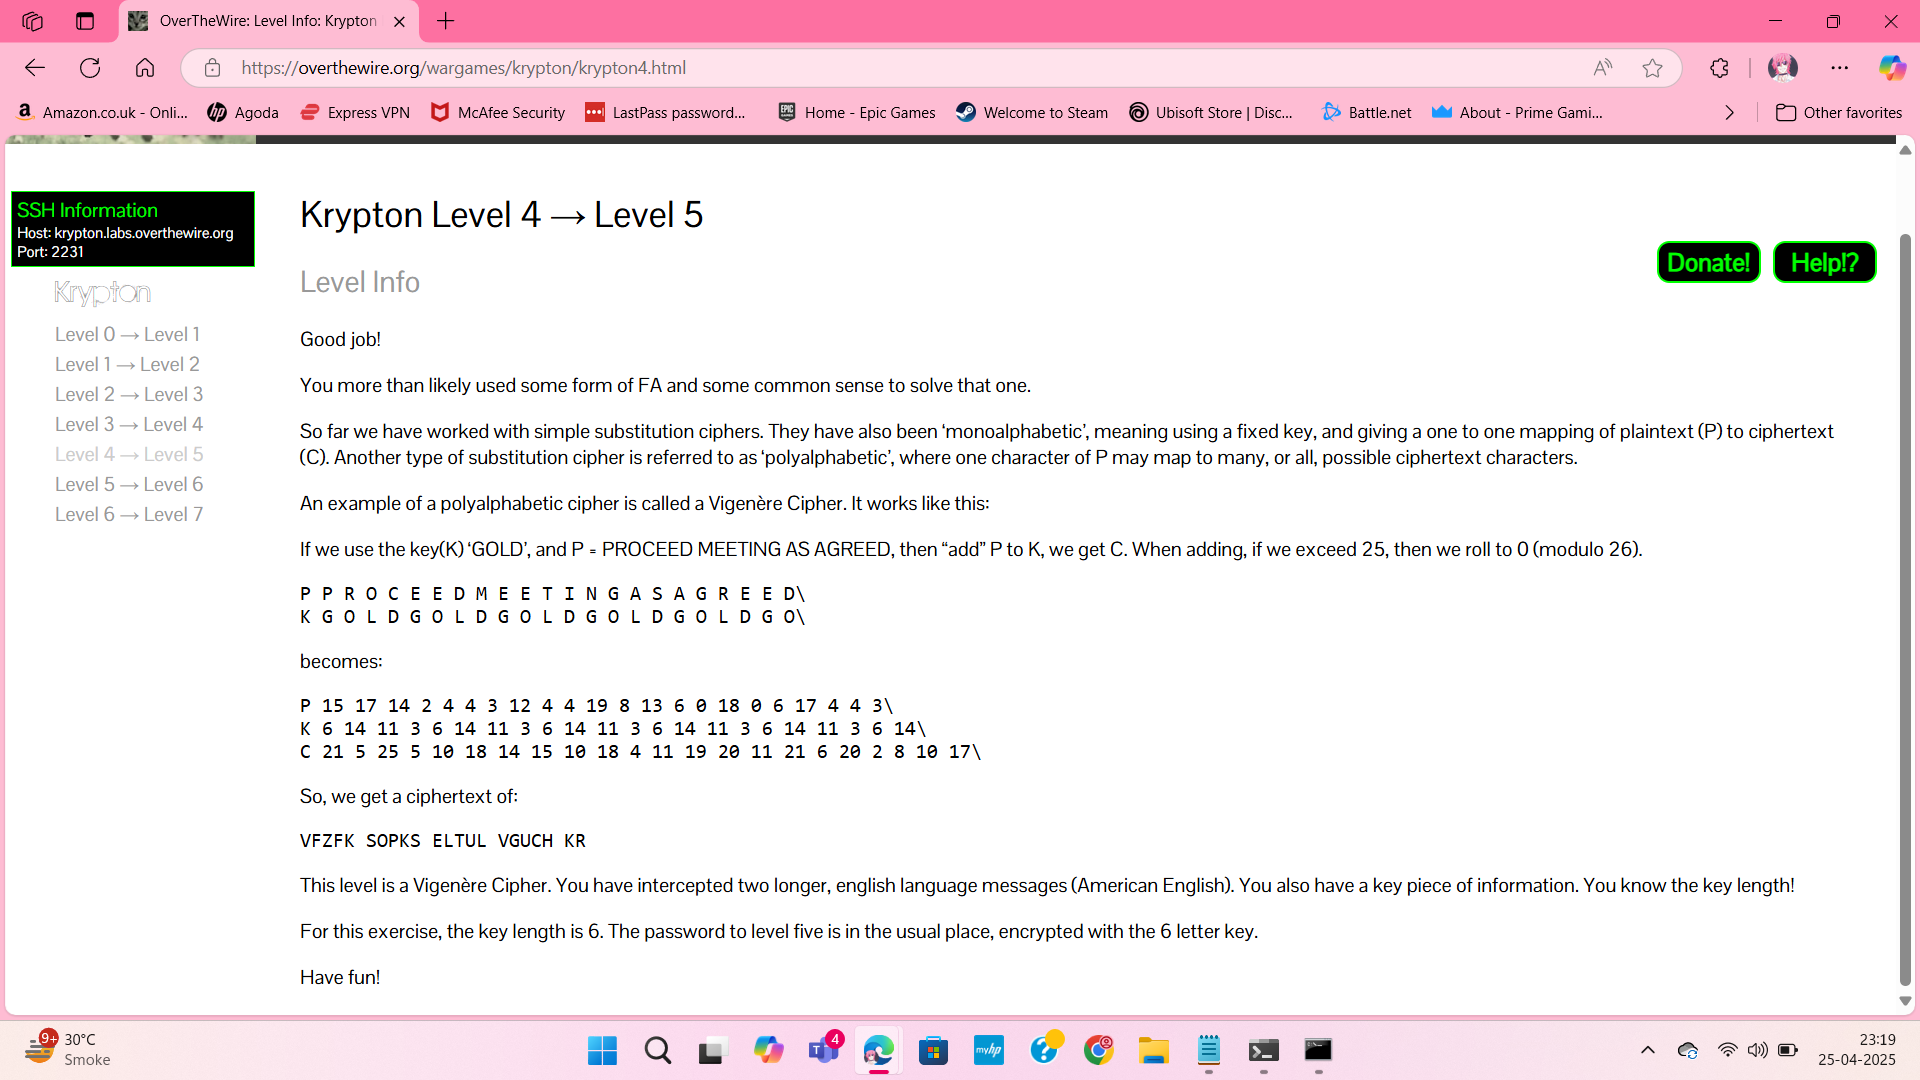 OverTheWire: Level Info: Krypton
https://overthewire.org/wargames/krypton/krypton4.html
Amazon.co.uk - Onli...
Agoda
Express VPN
McAfee Security
LastPass password...
Home - Epic Games
Welcome to Steam
Ubisoft Store | Disc...
Battle.net
About - Prime Gami...
Other favorites
SSH Information
Host: krypton.labs.overthewire.org
Port: 2231
Krypton
Level 0 → Level 1
Level 1 → Level 2
Level 2 → Level 3
Level 3 → Level 4
Level 4 → Level 5
Level 5 → Level 6
Level 6 → Level 7
Donate!
Help!?
Krypton Level 4 → Level 5
Level Info
Good job!
You more than likely used some form of FA and some common sense to solve that one.
So far we have worked with simple substitution ciphers. They have also been ‘monoalphabetic’, meaning using a fixed key, and giving a one to one mapping of plaintext (P) to ciphertext
(C). Another type of substitution cipher is referred to as ‘polyalphabetic’, where one character of P may map to many, or all, possible ciphertext characters.
An example of a polyalphabetic cipher is called a Vigenère Cipher. It works like this:
If we use the key(K) ‘GOLD’, and P = PROCEED MEETING AS AGREED, then “add” P to K, we get C. When adding, if we exceed 25, then we roll to 0 (modulo 26).
P P R O C E E D M E E T I N G A S A G R E E D\
K G O L D G O L D G O L D G O L D G O L D G O\
becomes:
P 15 17 14 2 4 4 3 12 4 4 19 8 13 6 0 18 0 6 17 4 4 3\
K 6 14 11 3 6 14 11 3 6 14 11 3 6 14 11 3 6 14 11 3 6 14\
C 21 5 25 5 10 18 14 15 10 18 4 11 19 20 11 21 6 20 2 8 10 17\
So, we get a ciphertext of:
VFZFK SOPKS ELTUL VGUCH KR
This level is a Vigenère Cipher. You have intercepted two longer, english language messages (American English). You also have a key piece of information. You know the key length!
For this exercise, the key length is 6. The password to level five is in the usual place, encrypted with the 6 letter key.
Have fun!
9+
30°C
Smoke
4
myhp
23:19
25-04-2025